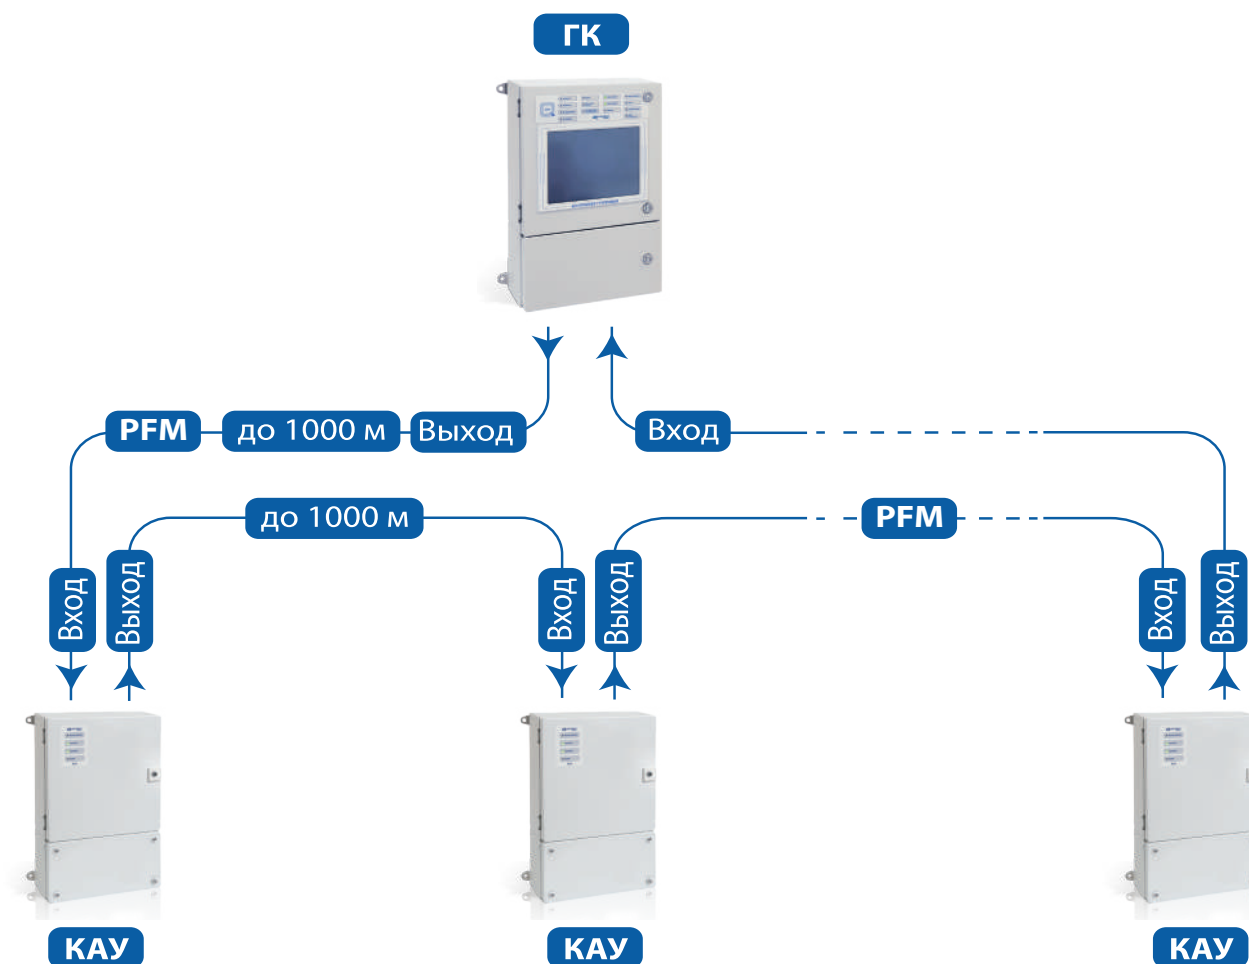 ГК
PFM до 1000 м Выход Вход
до 1000 м PFM
Вход Выход Вход Выход Вход Выход
КАУ КАУ КАУ